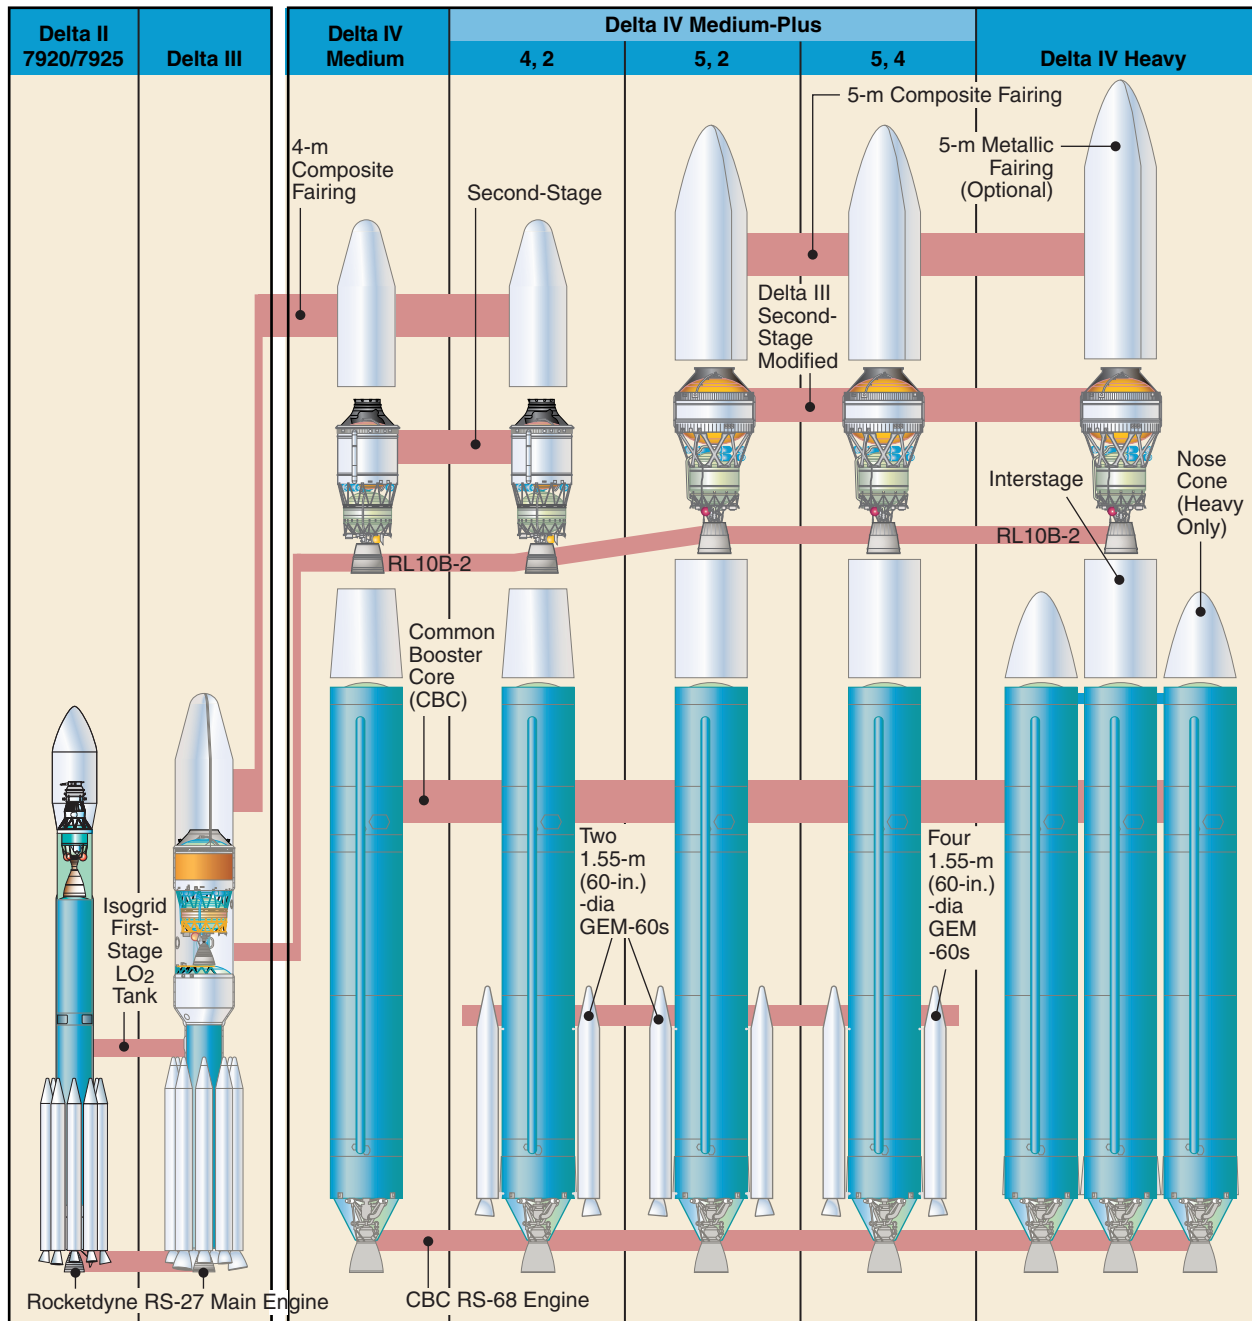 Delta II
7920/7925
Delta III
Delta IV
Medium
Delta IV Medium-Plus
4, 2
5, 2
5, 4
Delta IV Heavy
4-m
Composite
Fairing
Second-Stage
5-m Composite Fairing
5-m Metallic
Fairing
(Optional)
Delta III
Second-
Stage
Modified
Interstage
Nose
Cone
(Heavy
Only)
RL10B-2
RL10B-2
Common
Booster
Core
(CBC)
Two
1.55-m
(60-in.)
-dia
GEM-60s
Four
1.55-m
(60-in.)
-dia
GEM
-60s
Isogrid
First-
Stage
LO2
Tank
Rocketdyne RS-27 Main Engine
CBC RS-68 Engine